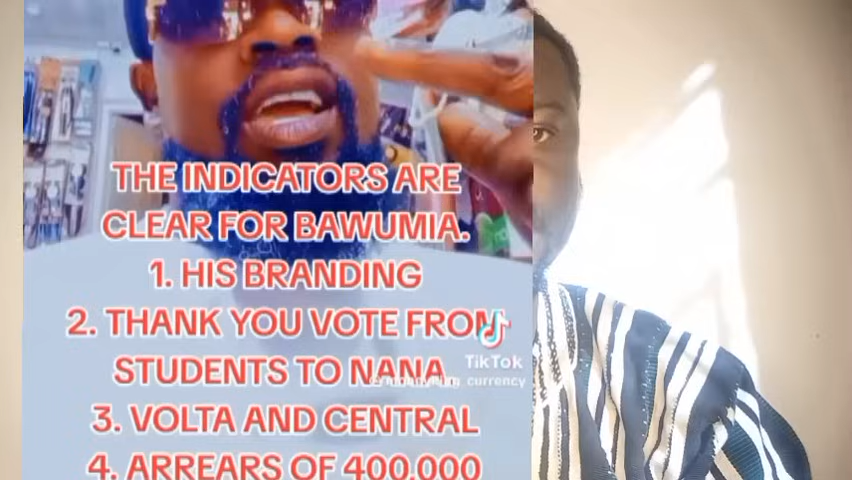 THE INDICATORS ARE
CLEAR FOR BAWUMIA.
1. HIS BRANDING
2. THANK YOU VOTE FROM
STUDENTS TO NANA
TikTok
currency
3. VOLTA AND CENTRAL
4. ARREARS OF 400,000